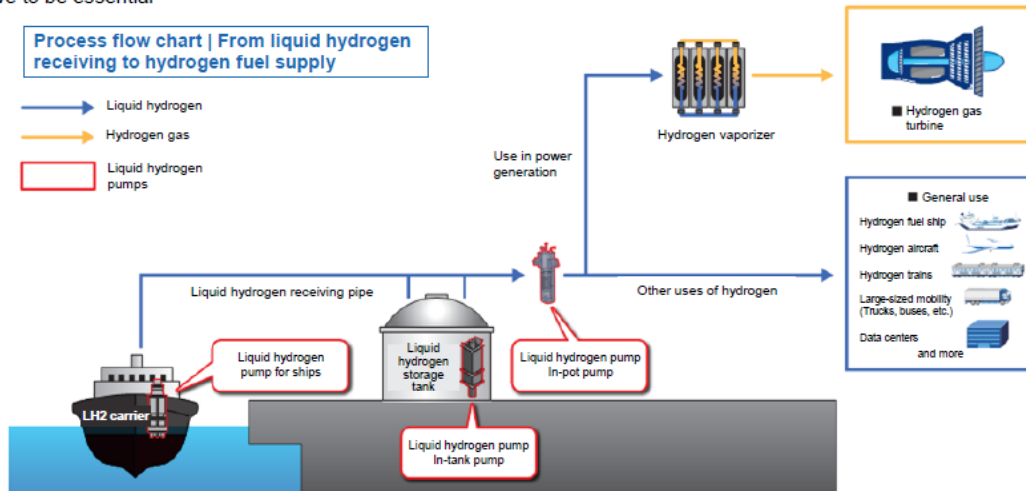 to be essential
Process flow chart | From liquid hydrogen
receiving to hydrogen fuel supply
Liquid hydrogen
Hydrogen gas
Liquid hydrogen
pumps
Hydrogen vaporizer
■ Hydrogen gas
turbine
Use in power
generation
■ General use
Hydrogen fuel ship
Hydrogen aircraft
Hydrogen trains
Large-sized mobility
(Trucks, buses, etc.)
Data centers
and more
Liquid hydrogen receiving pipe
Other uses of hydrogen
Liquid hydrogen
pump for ships
Liquid
hydrogen
storage
tank
Liquid hydrogen pump
In-pot pump
LH2 carrier
Liquid hydrogen pump
In-tank pump